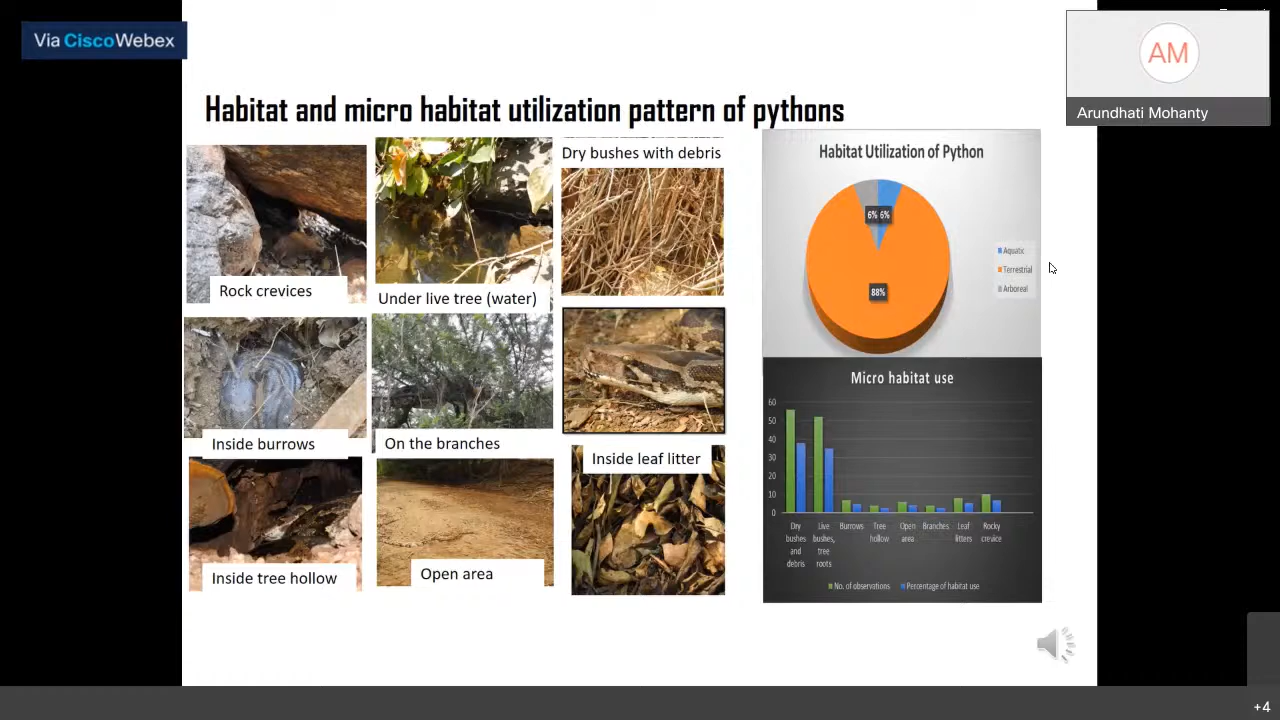 Via CiscoWebex
AM
Arundhati Mohanty
Habitat and micro habitat utilization pattern of pythons
Rock crevices
Under live tree (water)
Dry bushes with debris
Inside burrows
On the branches
Inside leaf litter
Inside tree hollow
Open area
Habitat Utilization of Python
6% 6%
88%
Aquatic
Terrestrial
Arboreal
Micro habitat use
60
50
40
30
20
10
0
Dry bushes and debris
Live bushes, tree roots
Burrows
Tree hollow
Open area
Branches
Leaf litters
Rocky crevice
No. of observations
Percentage of habitat use
+4